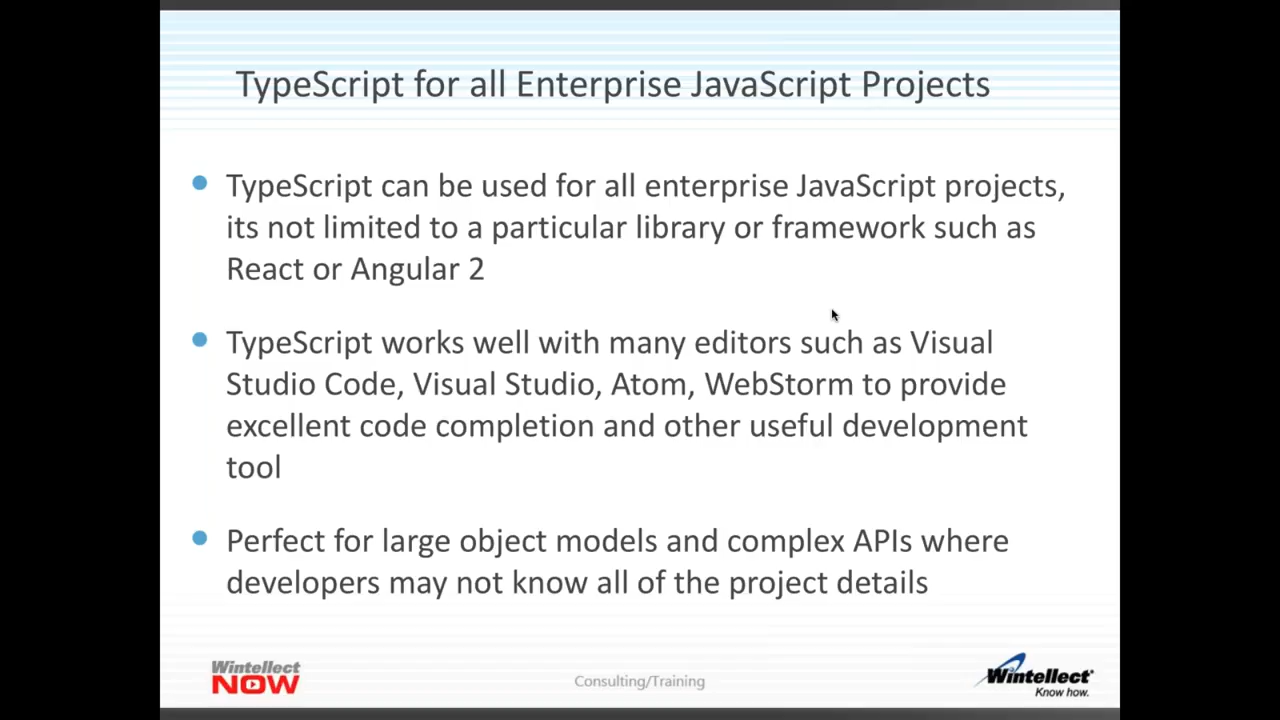 TypeScript for all Enterprise JavaScript Projects
TypeScript can be used for all enterprise JavaScript projects,
its not limited to a particular library or framework such as
React or Angular 2
TypeScript works well with many editors such as Visual
Studio Code, Visual Studio, Atom, WebStorm to provide
excellent code completion and other useful development
tool
Perfect for large object models and complex APIs where
developers may not know all of the project details
Wintellect
NOW
Consulting/Training
Wintellect
Know how.